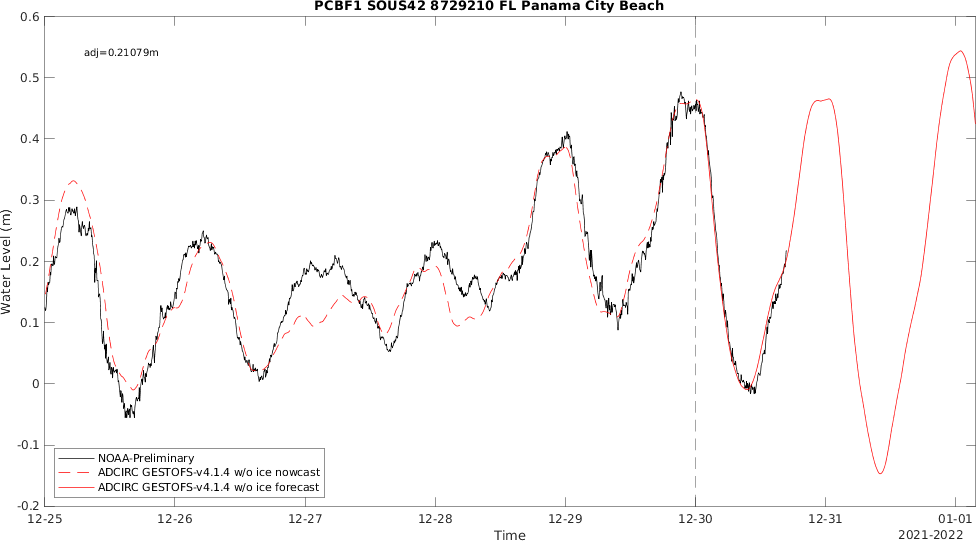 PCBF1 SOUS42 8729210 FL Panama City Beach
0.6
adj=0.21079m
0.5
0.4
0.3
0.2
0.1
0
-0.1
-0.2
Water Level (m)
NOAA-Preliminary
ADCIRC GESTOFS-v4.1.4 w/o ice nowcast
ADCIRC GESTOFS-v4.1.4 w/o ice forecast
12-25 12-26 12-27 12-28 12-29 12-30 12-31 01-01
Time
2021-2022